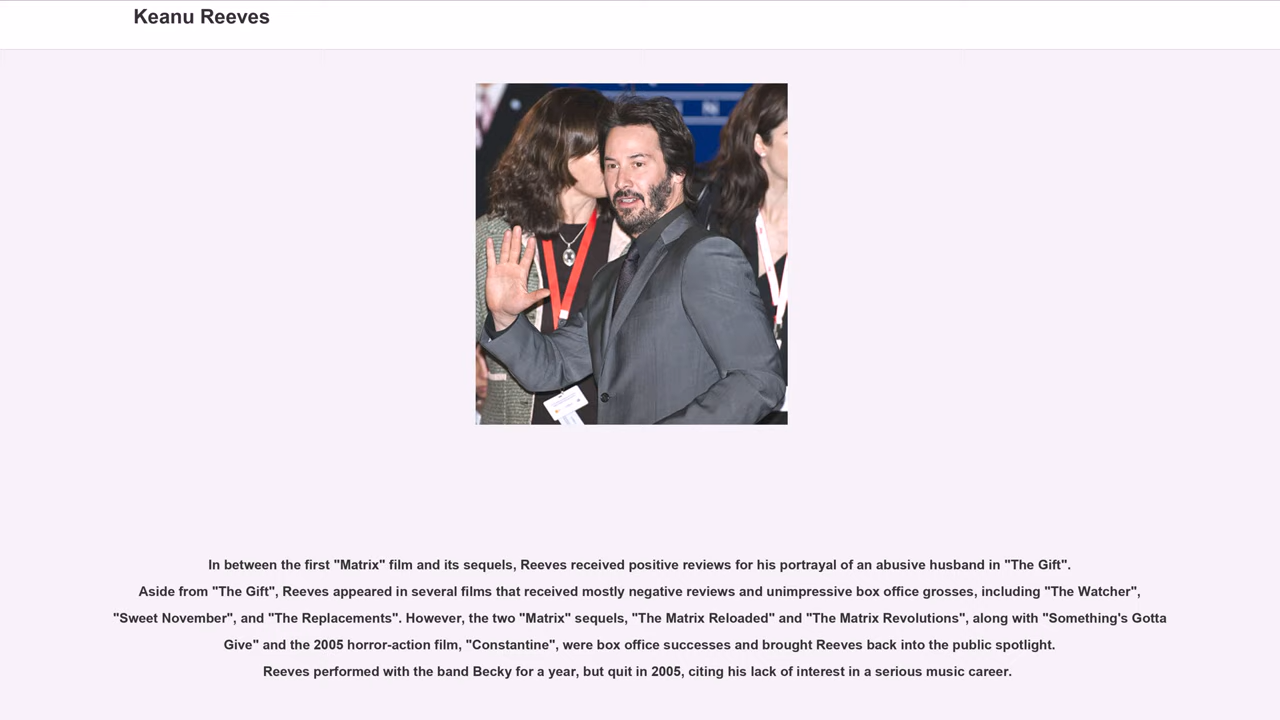 Keanu Reeves
In between the first "Matrix" film and its sequels, Reeves received positive reviews for his portrayal of an abusive husband in "The Gift".
Aside from "The Gift", Reeves appeared in several films that received mostly negative reviews and unimpressive box office grosses, including "The Watcher",
"Sweet November", and "The Replacements". However, the two "Matrix" sequels, "The Matrix Reloaded" and "The Matrix Revolutions", along with "Something's Gotta
Give" and the 2005 horror-action film, "Constantine", were box office successes and brought Reeves back into the public spotlight.
Reeves performed with the band Becky for a year, but quit in 2005, citing his lack of interest in a serious music career.